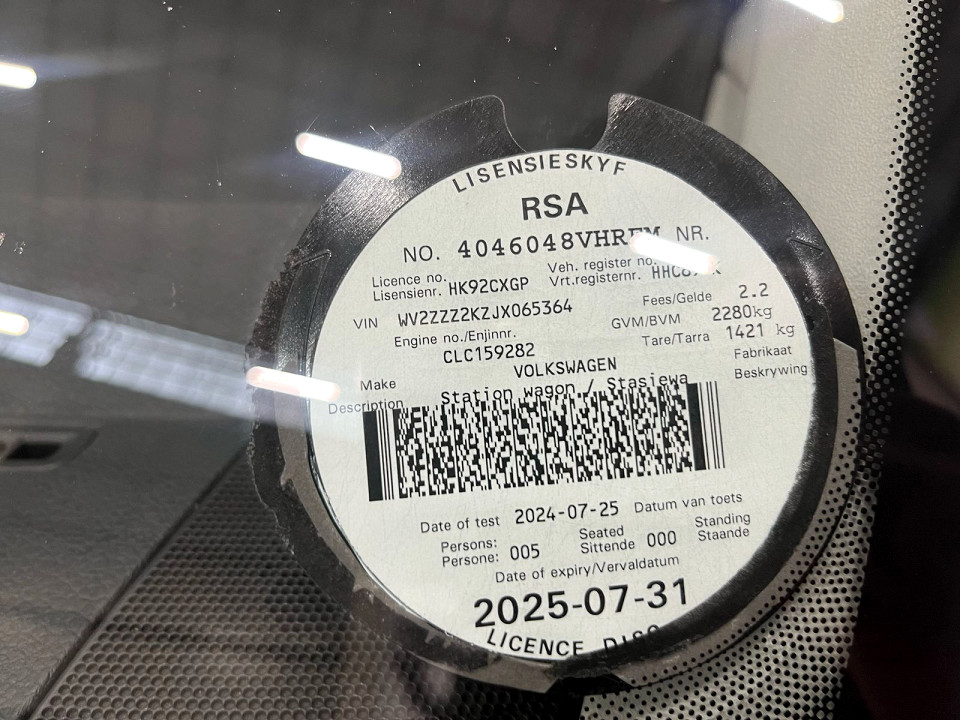 LISENSIESKYF
RSA
NO. NR.
Licence no. Veh. register no.
Lisensienr. HK92CXGP Vrt.registernr.
VIN WV2ZZZ2KZJX065364 Fees/Gelde 2.2
Engine no./Enjinnr. GVM/BVM 2280kg
CLC159282 Tare/Tarra 1421 kg
VOLKSWAGEN
Make Fabrikaat
Description Station wagon / Stasiewa Beskrywing
Date of test 2024-07-25 Datum van toets
Persons: Seated Standing
Persone: 005 Sittende 000 Staande
Date of expiry/Vervaldatum
2025-07-31
LICENCE DISC